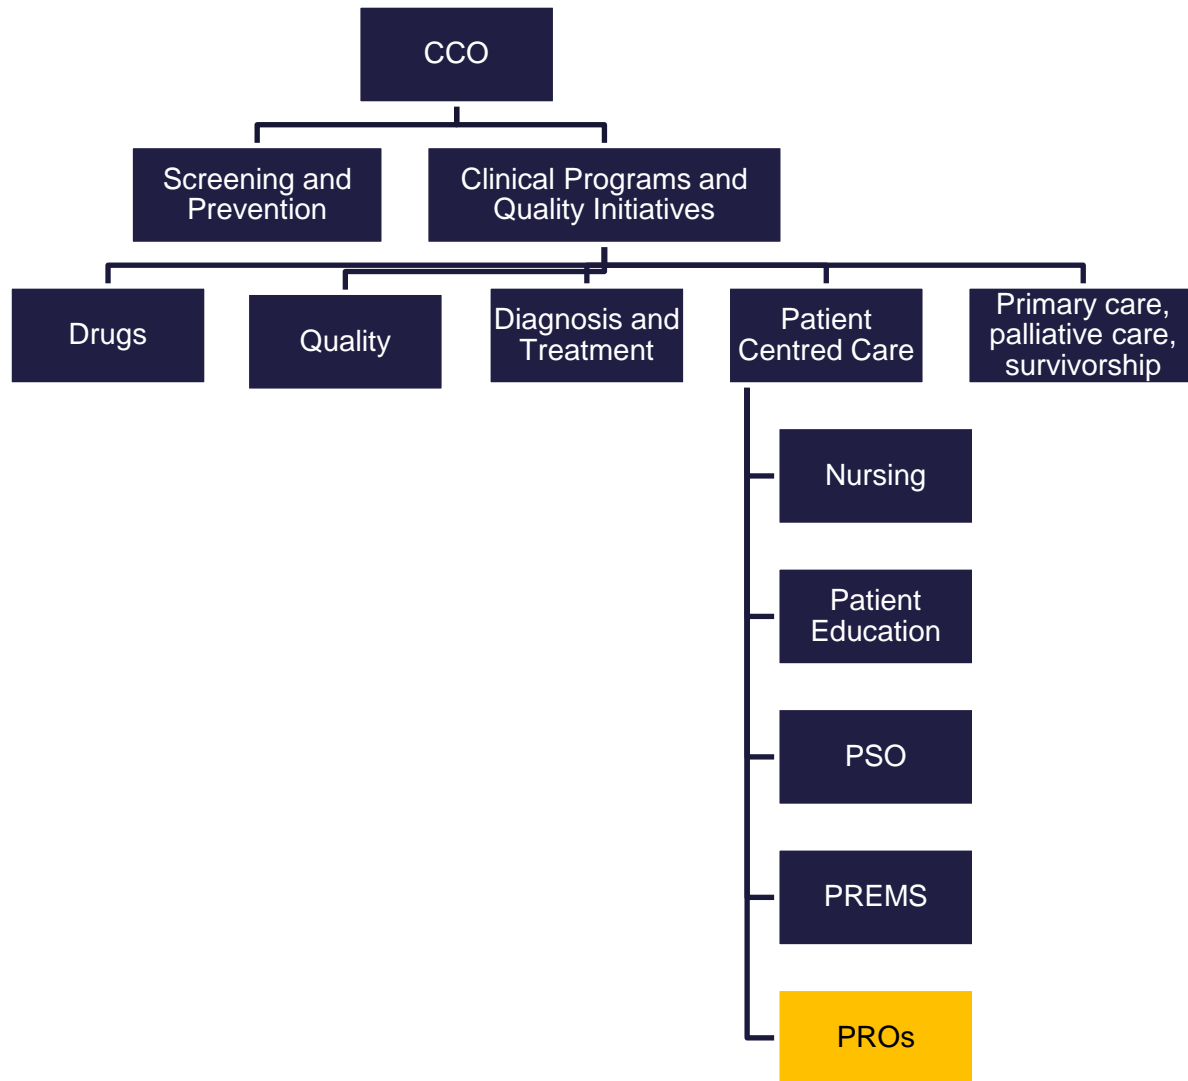 CCO
Screening and
Prevention
Clinical Programs and
Quality Initiatives
Drugs
Quality
Diagnosis and
Treatment
Patient
Centred Care
Primary care,
palliative care,
survivorship
Nursing
Patient
Education
PSO
PREMS
PROs